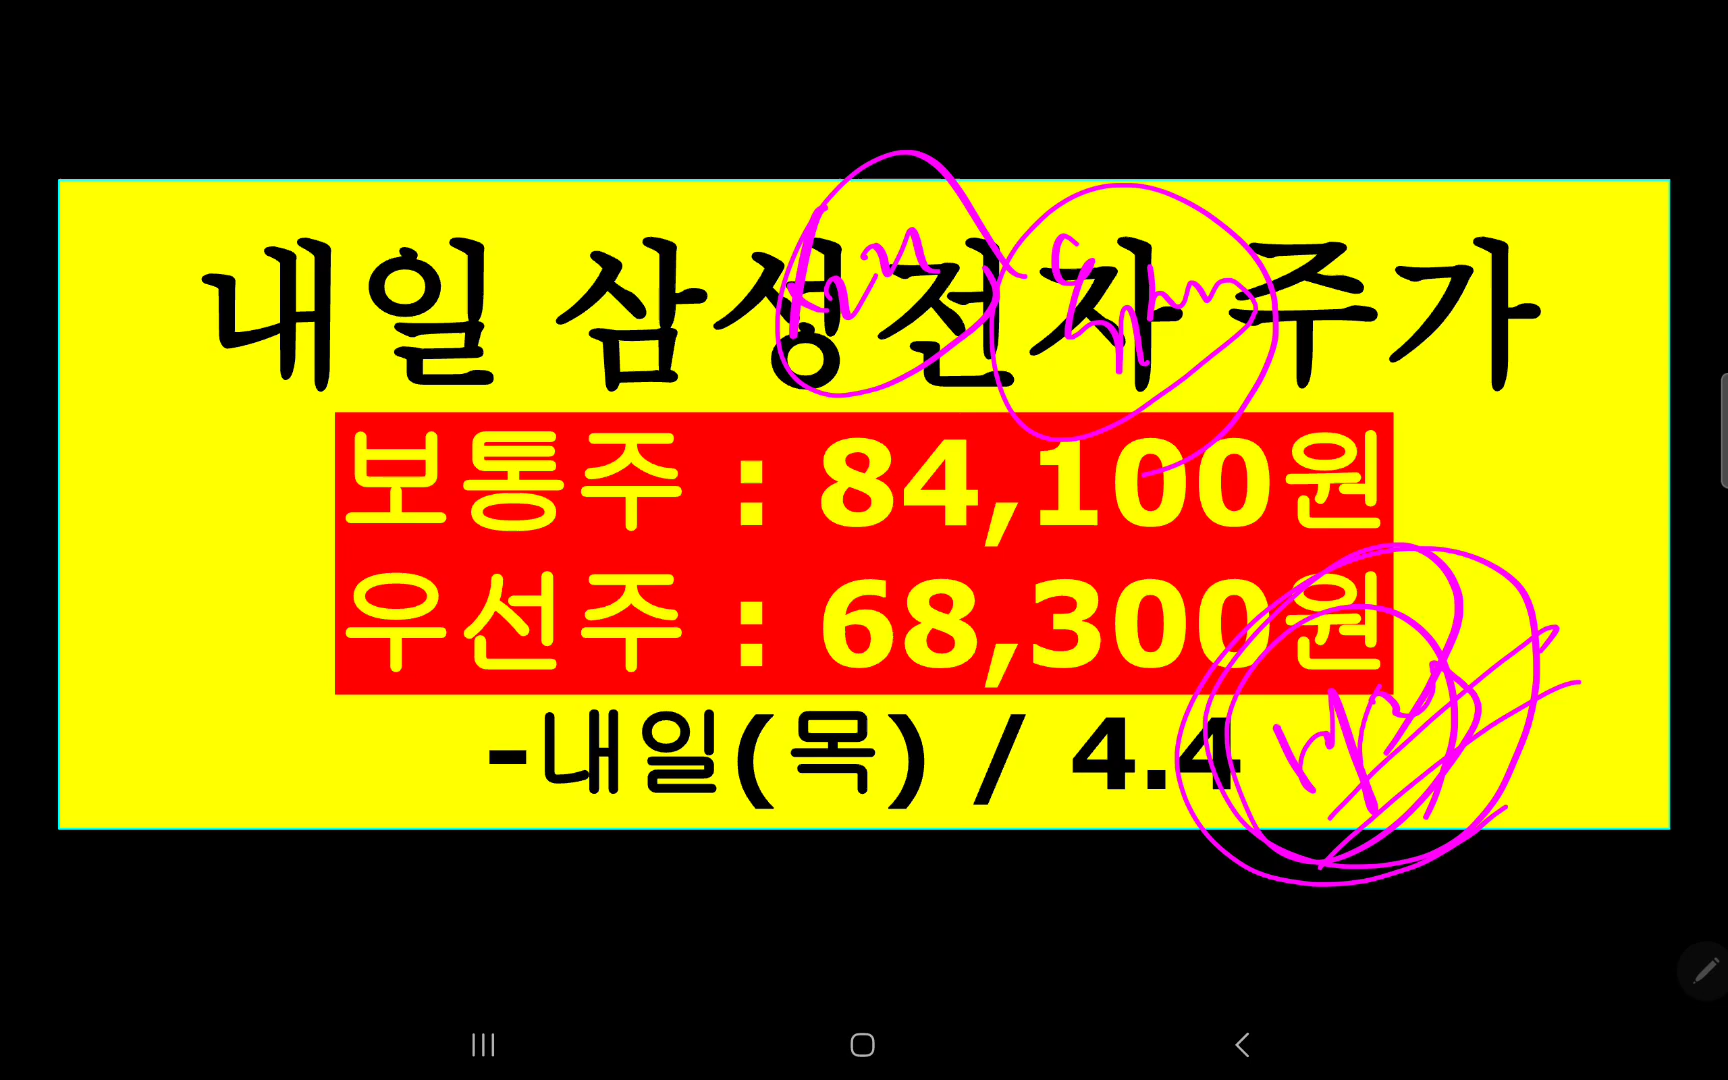 내일 삼성전자 주가
보통주 : 84,100원
우선주 : 68,300원
-내일(목) / 4.4